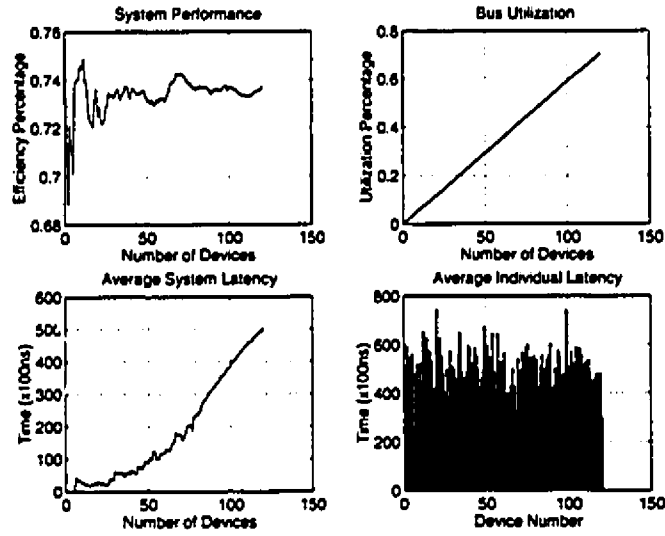 System Performance
0.76
0.74
0.72
0.7
0.68
Efficiency Percentage
0 50 100 150
Number of Devices
Bus Utilization
0.8
0.6
0.4
0.2
0
Utilization Percentage
0 50 100 150
Number of Devices
Average System Latency
600
500
400
300
200
100
0
Time (x100ns)
0 50 100 150
Number of Devices
Average Individual Latency
800
600
400
200
0
Time (x100ns)
0 50 100 150
Device Number